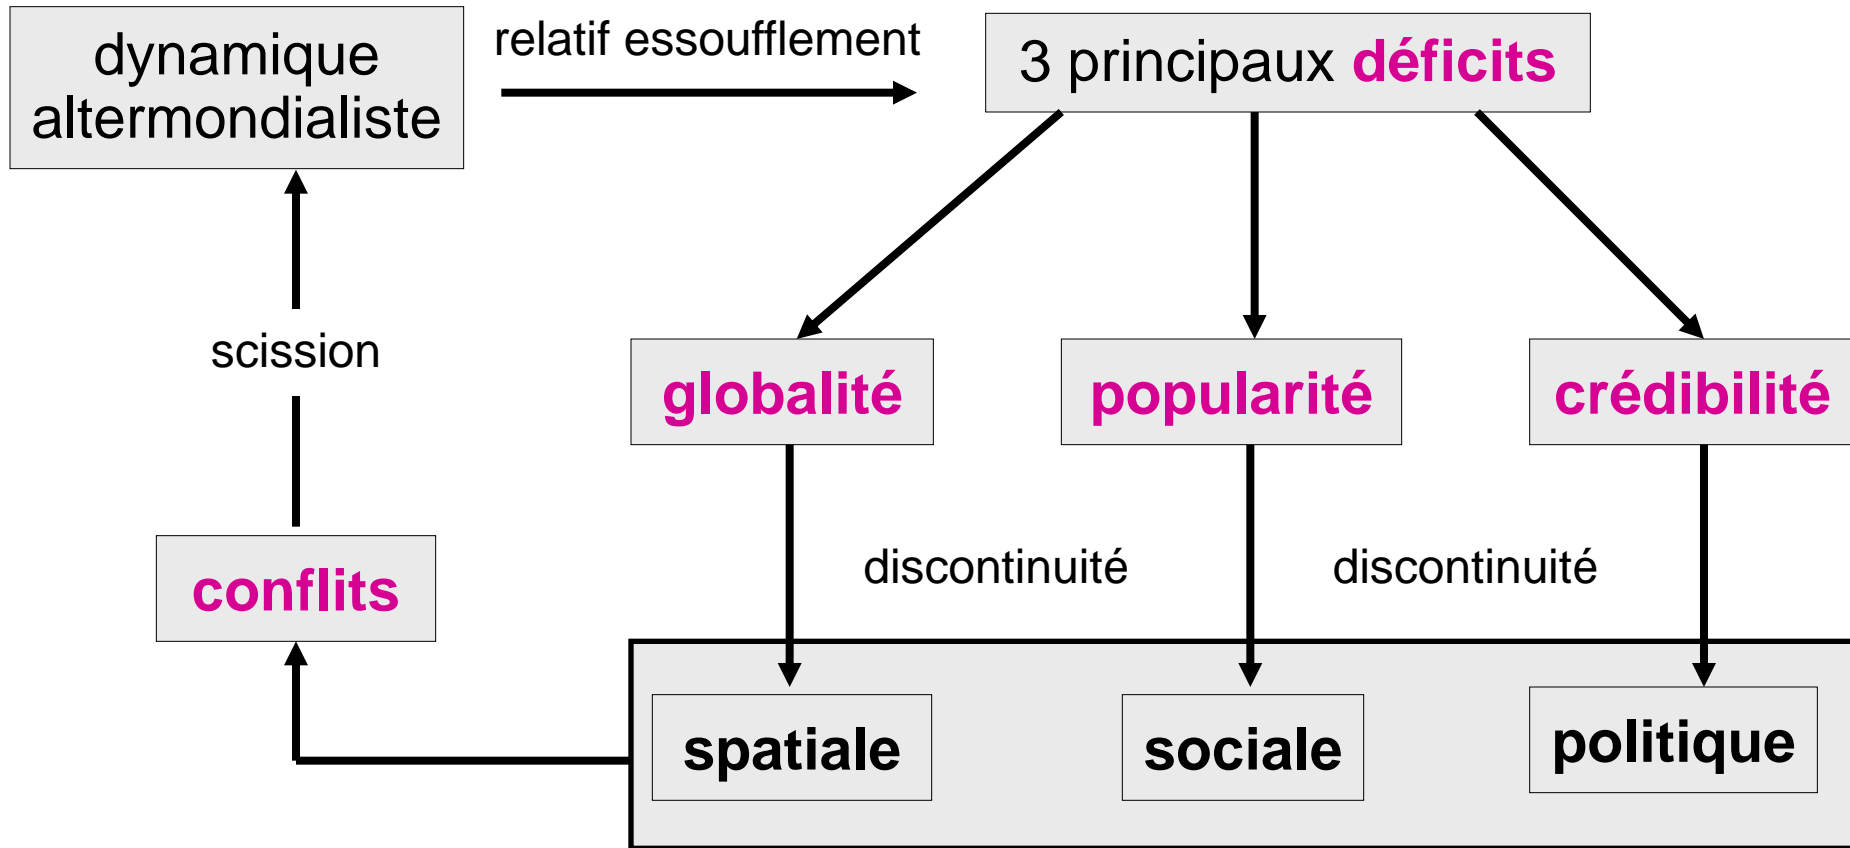 dynamique
altermondialiste
relatif essoufflement
3 principaux déficits
scission
globalité
popularité
crédibilité
conflits
discontinuité
discontinuité
spatiale
sociale
politique